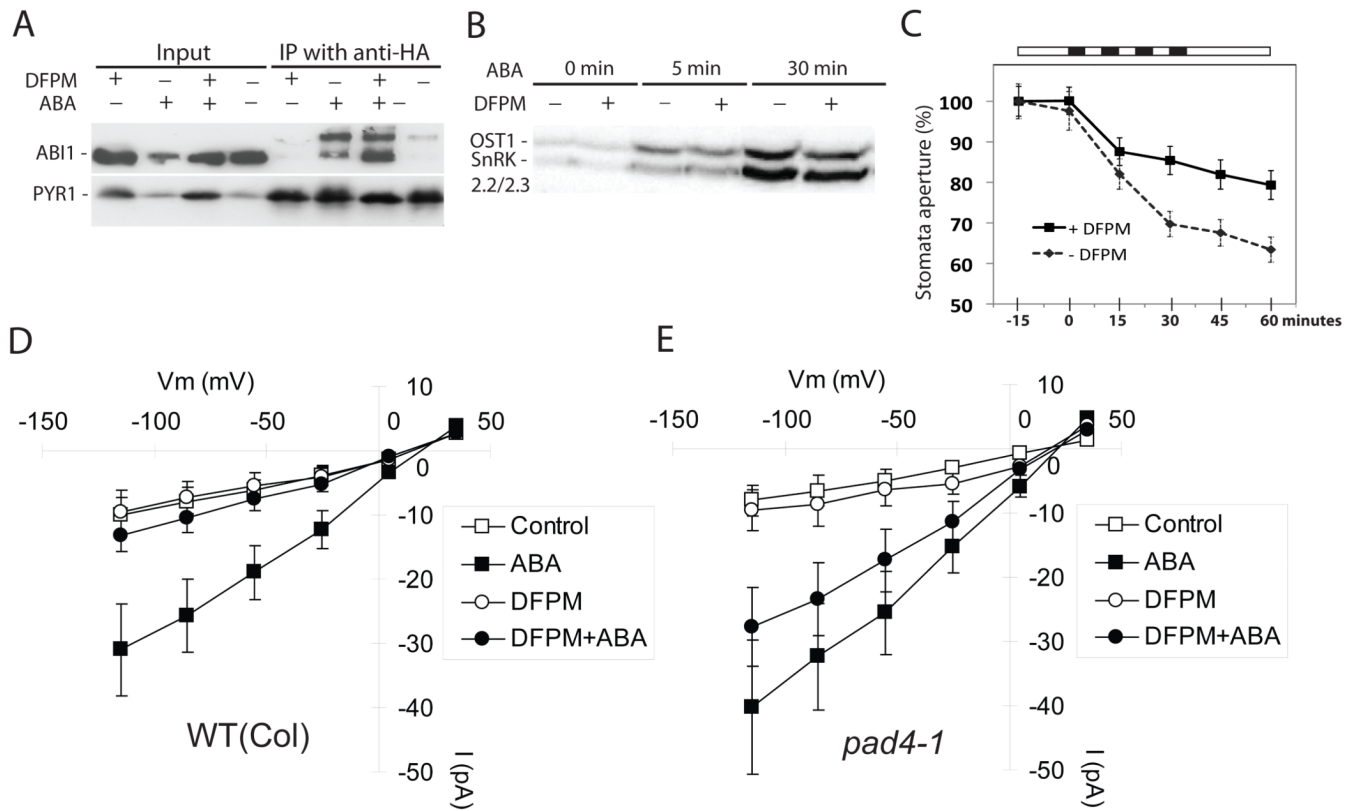 A
Input IP with anti-HA
DFPM + – + – + – + –
ABA – + + – – + + –
ABI1 -
PYR1 -
B
ABA 0 min 5 min 30 min
DFPM – + – + – +
OST1 -
SnRK -
2.2/2.3
C
Stomata aperture (%)
100
90
80
70
60
50
+ DFPM
- DFPM
-15 0 15 30 45 60 minutes
D
Vm (mV)
-150 -100 -50 0 50
10
0
-10
-20
-30
-40
-50
I (pA)
Control
ABA
DFPM
DFPM+ABA
WT(Col)
E
Vm (mV)
-150 -100 -50 0 50
10
0
-10
-20
-30
-40
-50
I (pA)
Control
ABA
DFPM
DFPM+ABA
pad4-1